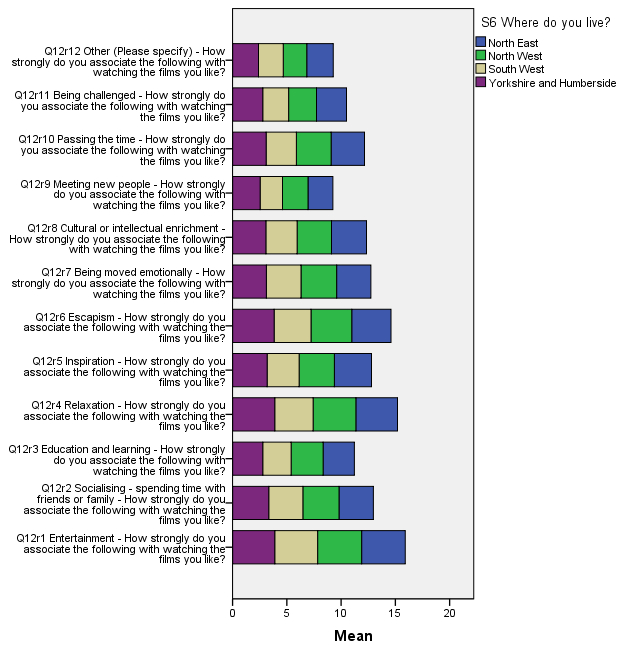 S6 Where do you live?
North East
North West
South West
Yorkshire and Humberside
Q12r12 Other (Please specify) - How
strongly do you associate the following with
watching the films you like?
Q12r11 Being challenged - How strongly do
you associate the following with watching
the films you like?
Q12r10 Passing the time - How strongly do
you associate the following with watching
the films you like?
Q12r9 Meeting new people - How strongly
do you associate the following with
watching the films you like?
Q12r8 Cultural or intellectual enrichment -
How strongly do you associate the following
with watching the films you like?
Q12r7 Being moved emotionally - How
strongly do you associate the following with
watching the films you like?
Q12r6 Escapism - How strongly do you
associate the following with watching the
films you like?
Q12r5 Inspiration - How strongly do you
associate the following with watching the
films you like?
Q12r4 Relaxation - How strongly do you
associate the following with watching the
films you like?
Q12r3 Education and learning - How strongly
do you associate the following with
watching the films you like?
Q12r2 Socialising - spending time with
friends or family - How strongly do you
associate the following with watching the
films you like?
Q12r1 Entertainment - How strongly do you
associate the following with watching the
films you like?
0 5 10 15 20
Mean